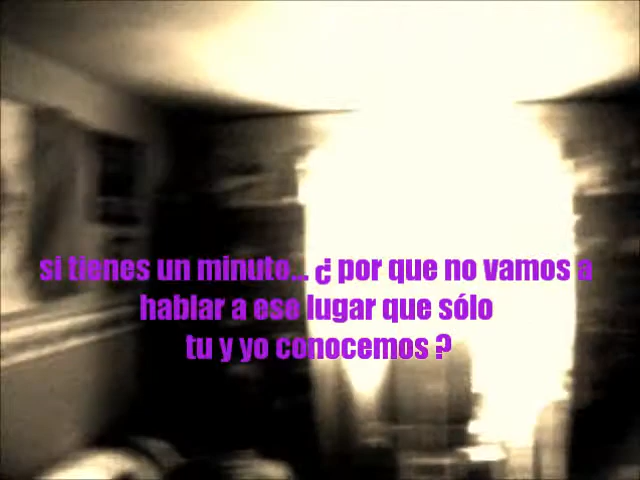 si tienes un minuto... ¿ por que no vamos a
hablar a ese lugar que sólo
tu y yo conocemos ?